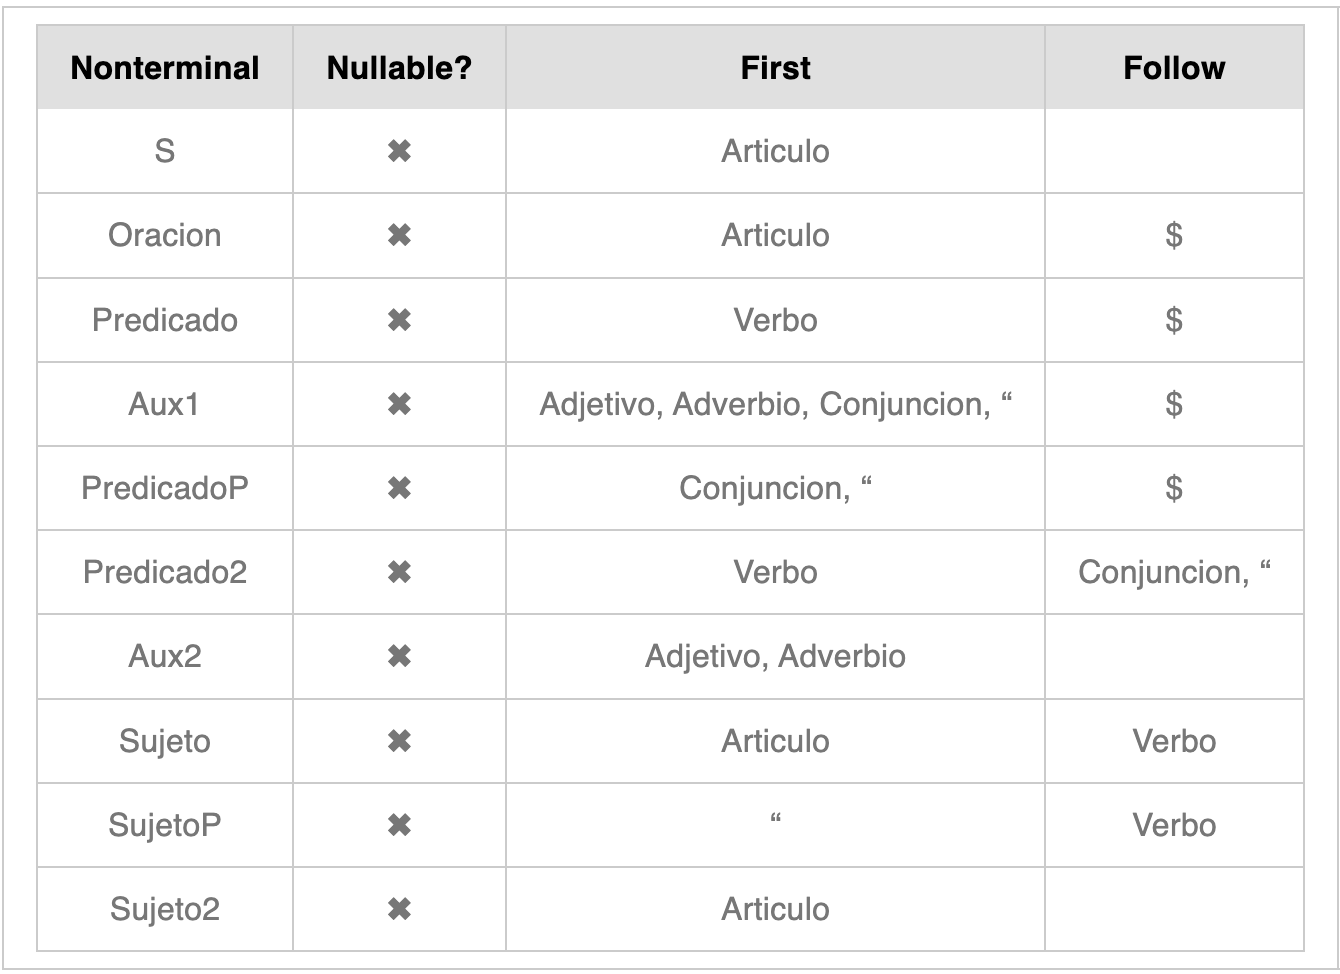 Nonterminal Nullable? First Follow
S ✖ Articulo
Oracion ✖ Articulo $
Predicado ✖ Verbo $
Aux1 ✖ Adjetivo, Adverbio, Conjuncion, “ $
PredicadoP ✖ Conjuncion, “ $
Predicado2 ✖ Verbo Conjuncion, “
Aux2 ✖ Adjetivo, Adverbio
Sujeto ✖ Articulo Verbo
SujetoP ✖ “ Verbo
Sujeto2 ✖ Articulo